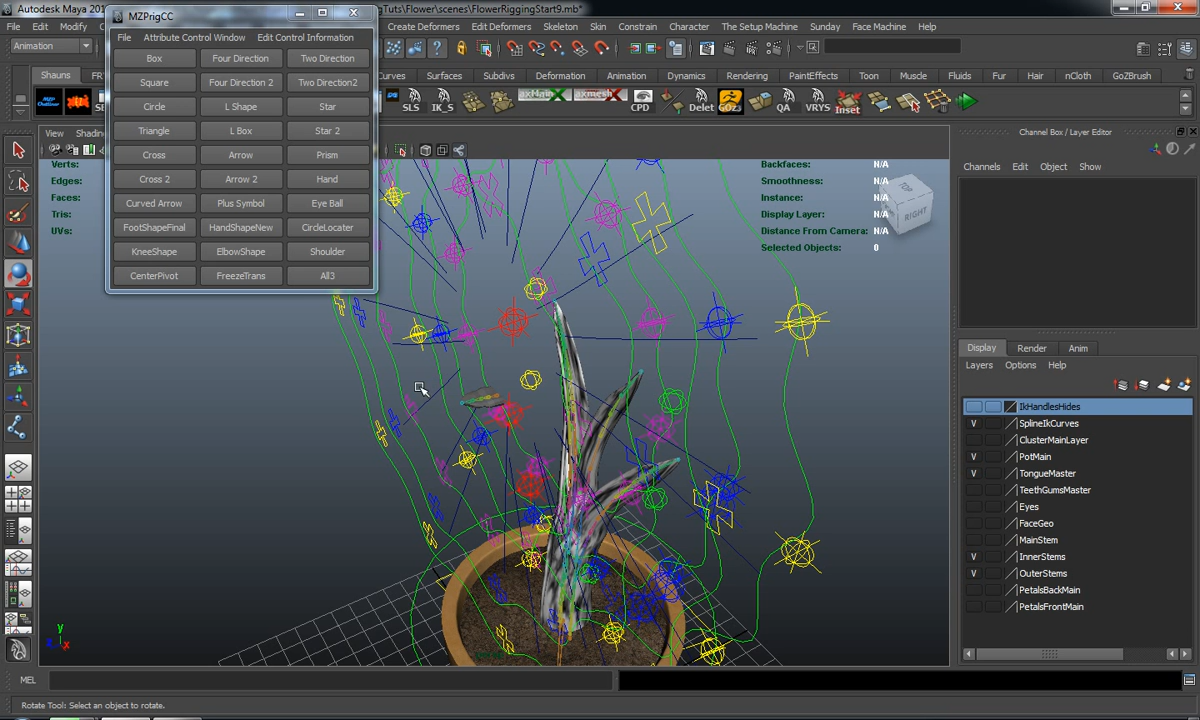 Autodesk Maya 201
MZPrigCC
gTuts/Flower/scenes/FlowerRiggingStart9.mb*
File Edit Modify
Create Deformers Edit Deformers Skeleton Skin Constrain Character The Setup Machine Face Machine Help
File Attribute Control Window Edit Control Information
Animation
Box Four Direction Two Direction
Square Four Direction 2 Two Direction2
Circle L Shape Star
Triangle L Box Star 2
Cross Arrow Prism
Cross 2 Arrow 2 Hand
Curved Arrow Plus Symbol Eye Ball
FootShapeFinal HandShapeNew CircleLocater
KneeShape ElbowShape Shoulder
CenterPivot FreezeTrans All3
Shauns
Surfaces Subdivs Deformation Animation Dynamics Rendering PaintEffects Toon Muscle Fluids Fur Hair nCloth GoZBrush
SLS IK_S axMain axmesh CPD Delet GOZ QA VRYS Inset
View Shading
Verts:
Edges:
Faces:
Tris:
UVs:
Backfaces: N/A
Smoothness: N/A
Instance: N/A
Display Layer: N/A
Distance From Camera: N/A
Selected Objects: 0
TOP
RIGHT
y
x
Channel Box / Layer Editor
Channels Edit Object Show
Display Render Anim
Layers Options Help
IkHandlesHides
V SplineIkCurves
ClusterMainLayer
V PotMain
V TongueMaster
TeethGumsMaster
Eyes
FaceGeo
MainStem
V InnerStems
V OuterStems
PetalsBackMain
PetalsFrontMain
MEL
Rotate Tool: Select an object to rotate.